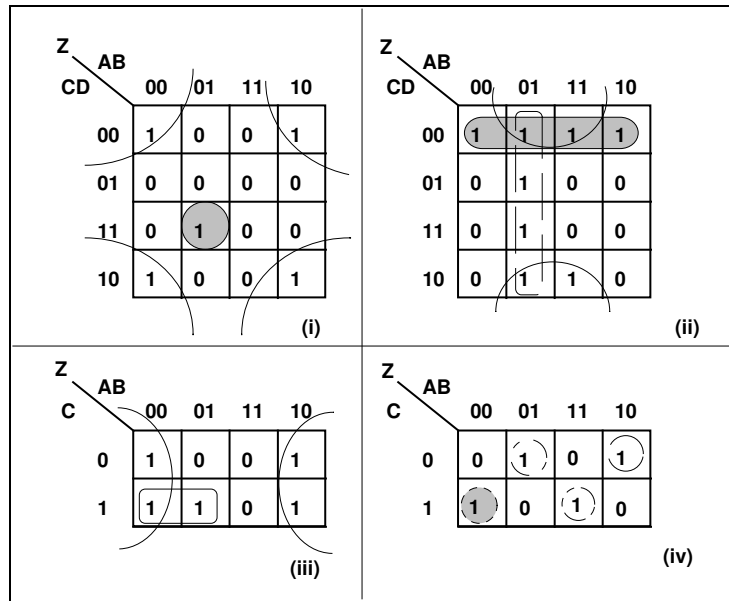 Z
AB
CD
00 01 11 10
00 1 0 0 1
01 0 0 0 0
11 0 1 0 0
10 1 0 0 1
(i)
Z
AB
CD
00 01 11 10
00 1 1 1 1
01 0 1 0 0
11 0 1 0 0
10 0 1 1 0
(ii)
Z
AB
C
00 01 11 10
0 1 0 0 1
1 1 1 0 1
(iii)
Z
AB
C
00 01 11 10
0 0 1 0 1
1 1 0 1 0
(iv)